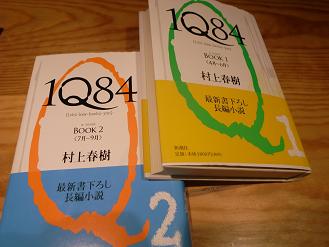 1Q84
BOOK 1
〈4月-6月〉
村上春樹
最新書下ろし
長編小説
新潮社
1
1Q84
BOOK 2
〈7月-9月〉
村上春樹
最新書下ろし
長編小説
2